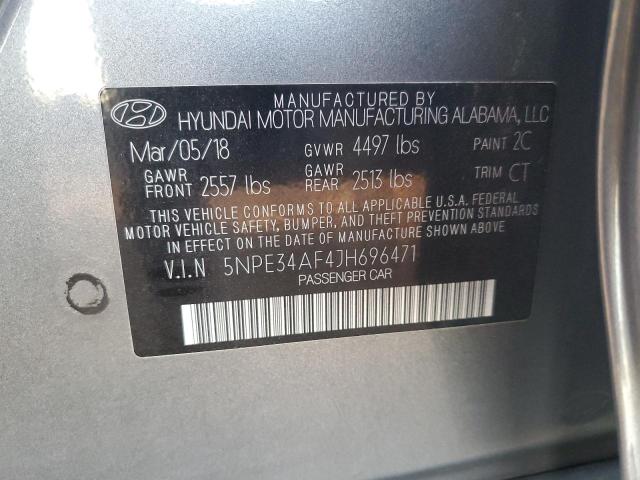 MANUFACTURED BY
HYUNDAI MOTOR MANUFACTURING ALABAMA, LLC
Mar/05/18 GVWR 4497 lbs PAINT 2C
GAWR FRONT 2557 lbs GAWR REAR 2513 lbs TRIM CT
THIS VEHICLE CONFORMS TO ALL APPLICABLE U.S.A. FEDERAL
MOTOR VEHICLE SAFETY, BUMPER, AND THEFT PREVENTION STANDARDS
IN EFFECT ON THE DATE OF MANUFACTURE SHOWN ABOVE.
V.I.N 5NPE34AF4JH696471
PASSENGER CAR